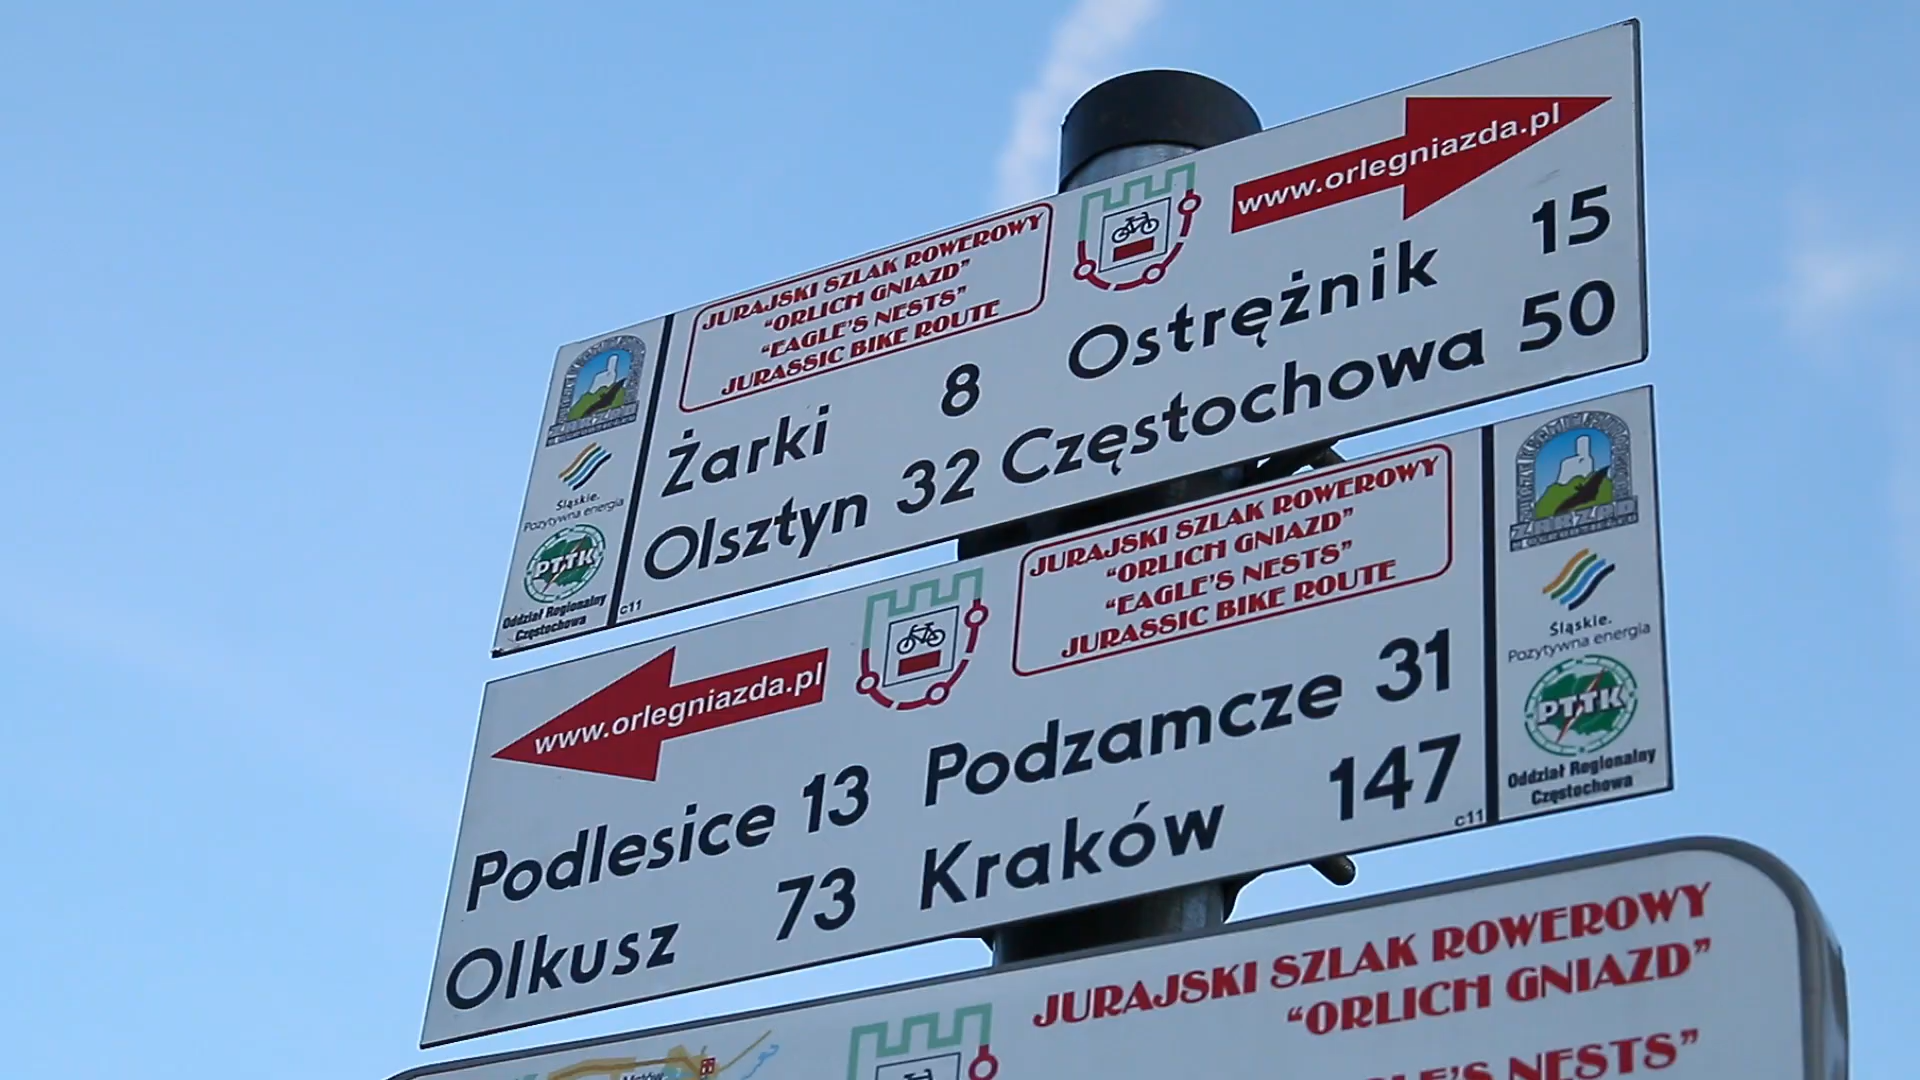 www.orlegniazda.pl
JURAJSKI SZLAK ROWEROWY
"ORLICH GNIAZD"
"EAGLE'S NESTS"
JURASSIC BIKE ROUTE
Żarki 8 Ostrężnik 15
Olsztyn 32 Częstochowa 50
Śląskie.
Pozytywna energia
PTTK
Oddział Regionalny
Częstochowa
c11
www.orlegniazda.pl
JURAJSKI SZLAK ROWEROWY
"ORLICH GNIAZD"
"EAGLE'S NESTS"
JURASSIC BIKE ROUTE
Podlesice 13 Podzamcze 31
Olkusz 73 Kraków 147
c11
ZARZĄD
Śląskie.
Pozytywna energia
PTTK
Oddział Regionalny
Częstochowa
JURAJSKI SZLAK ROWEROWY
"ORLICH GNIAZD"
NESTS"